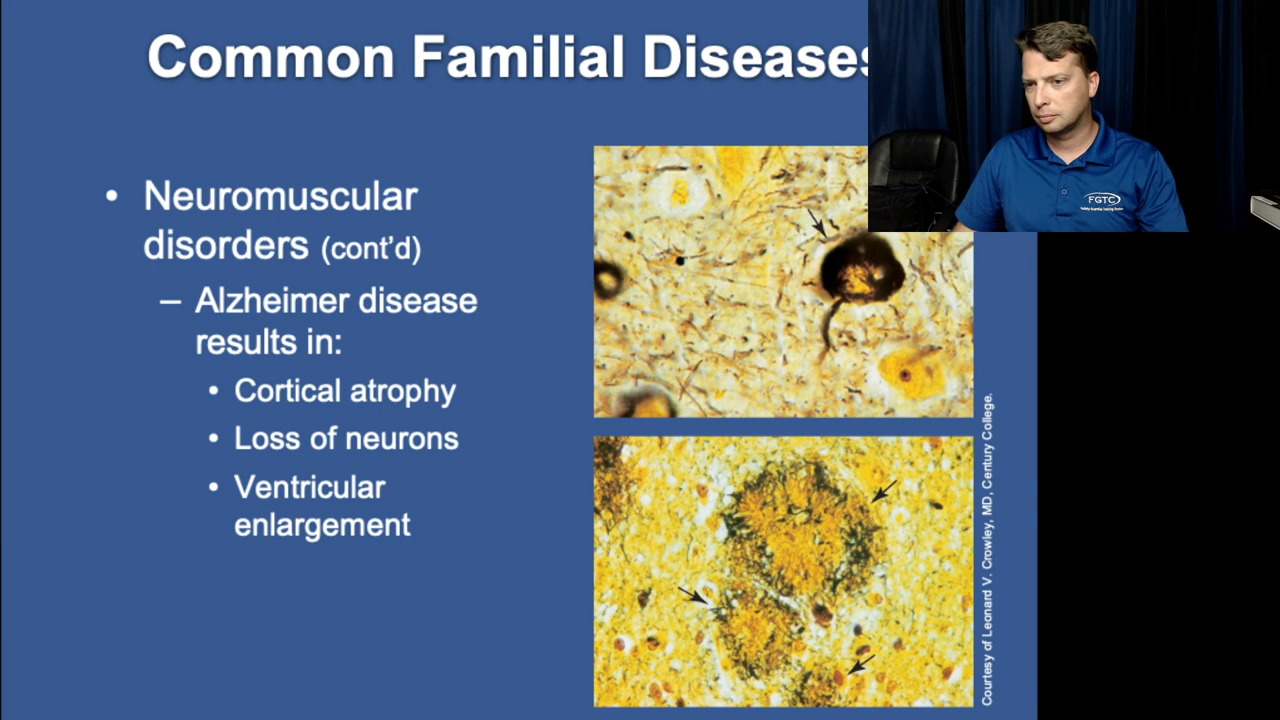 Common Familial Diseases
• Neuromuscular
disorders (cont’d)
– Alzheimer disease
results in:
• Cortical atrophy
• Loss of neurons
• Ventricular
enlargement
Courtesy of Leonard V. Crowley, MD, Century College.
FGTC